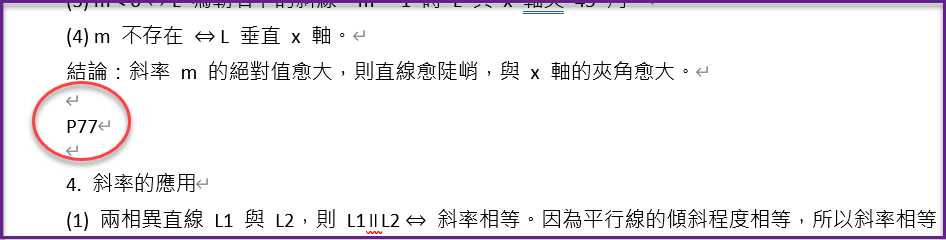 (4) m 不存在 ⇔ L 垂直 x 軸。
結論：斜率 m 的絕對值愈大，則直線愈陡峭，與 x 軸的夾角愈大。
P77
4. 斜率的應用
(1) 兩相異直線 L1 與 L2，則 L1∥L2 ⇔ 斜率相等。因為平行線的傾斜程度相等，所以斜率相等